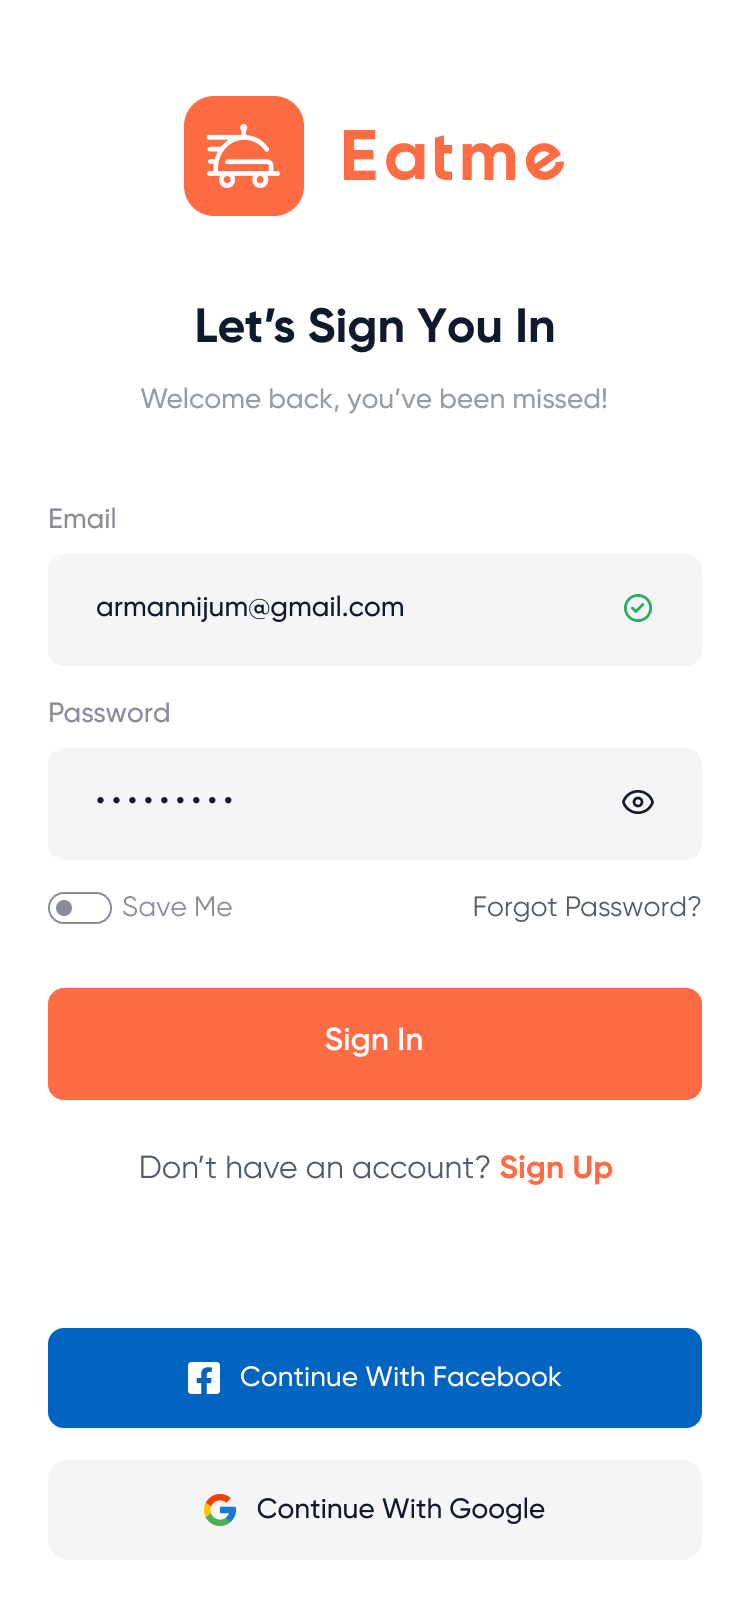 Eatme
Let’s Sign You In
Welcome back, you’ve been missed!
Email
armannijum@gmail.com
Password
•••••••••
Save Me
Forgot Password?
Sign In
Don’t have an account? Sign Up
Continue With Facebook
Continue With Google